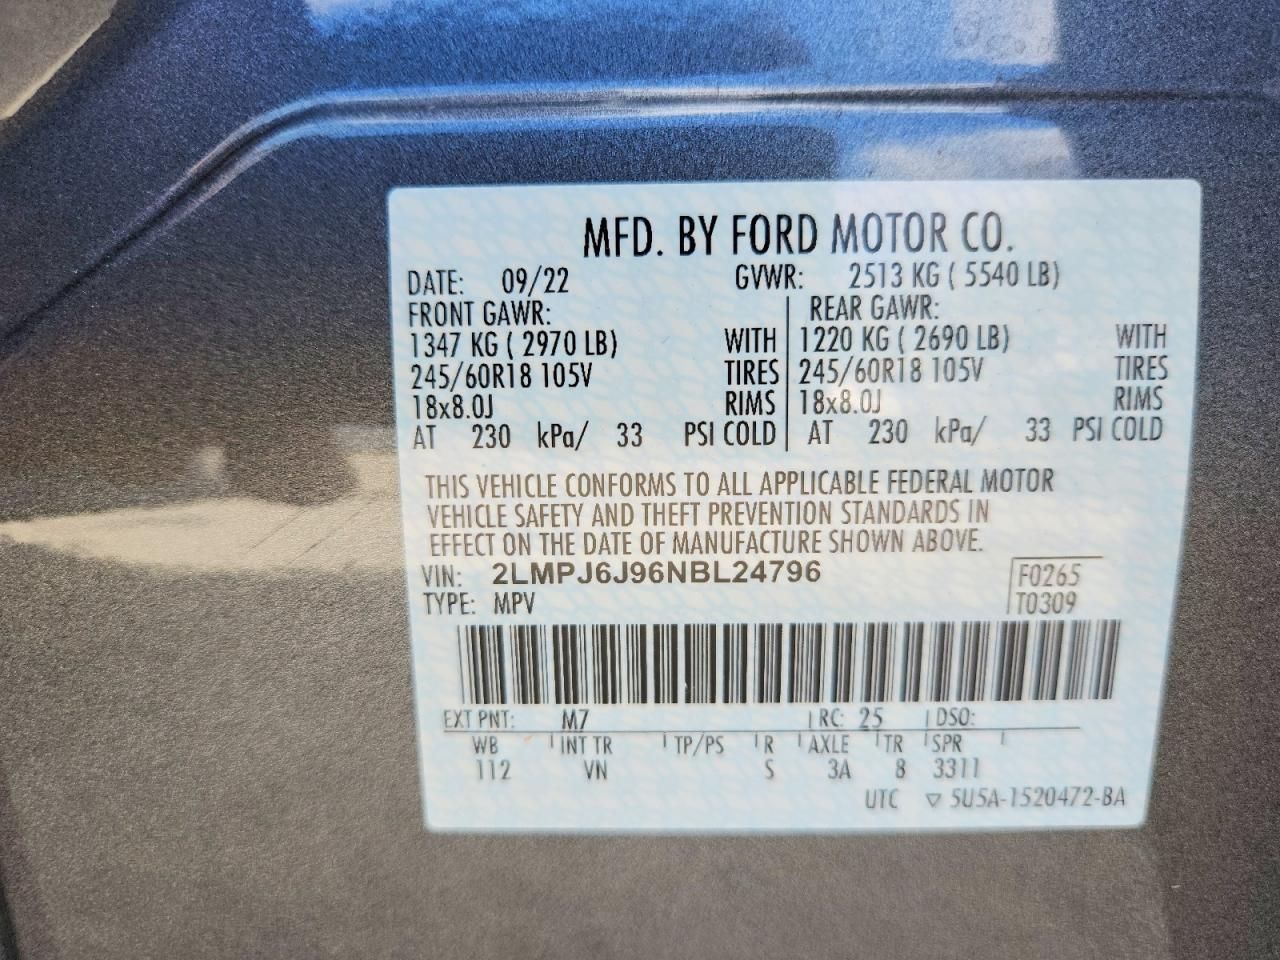 MFD. BY FORD MOTOR CO.
DATE: 09/22 GVWR: 2513 KG ( 5540 LB)
FRONT GAWR: REAR GAWR:
1347 KG ( 2970 LB) WITH 1220 KG ( 2690 LB) WITH
245/60R18 105V TIRES 245/60R18 105V TIRES
18x8.0J RIMS 18x8.0J RIMS
AT 230 kPa/ 33 PSI COLD AT 230 kPa/ 33 PSI COLD
THIS VEHICLE CONFORMS TO ALL APPLICABLE FEDERAL MOTOR
VEHICLE SAFETY AND THEFT PREVENTION STANDARDS IN
EFFECT ON THE DATE OF MANUFACTURE SHOWN ABOVE.
VIN: 2LMPJ6J96NBL24796 F0265
TYPE: MPV T0309
EXT PNT: M7 RC: 25 DSO:
WB INT TR TP/PS R AXLE TR SPR
112 VN S 3A 8 3311
UTC ▽ 5U5A-1520472-BA